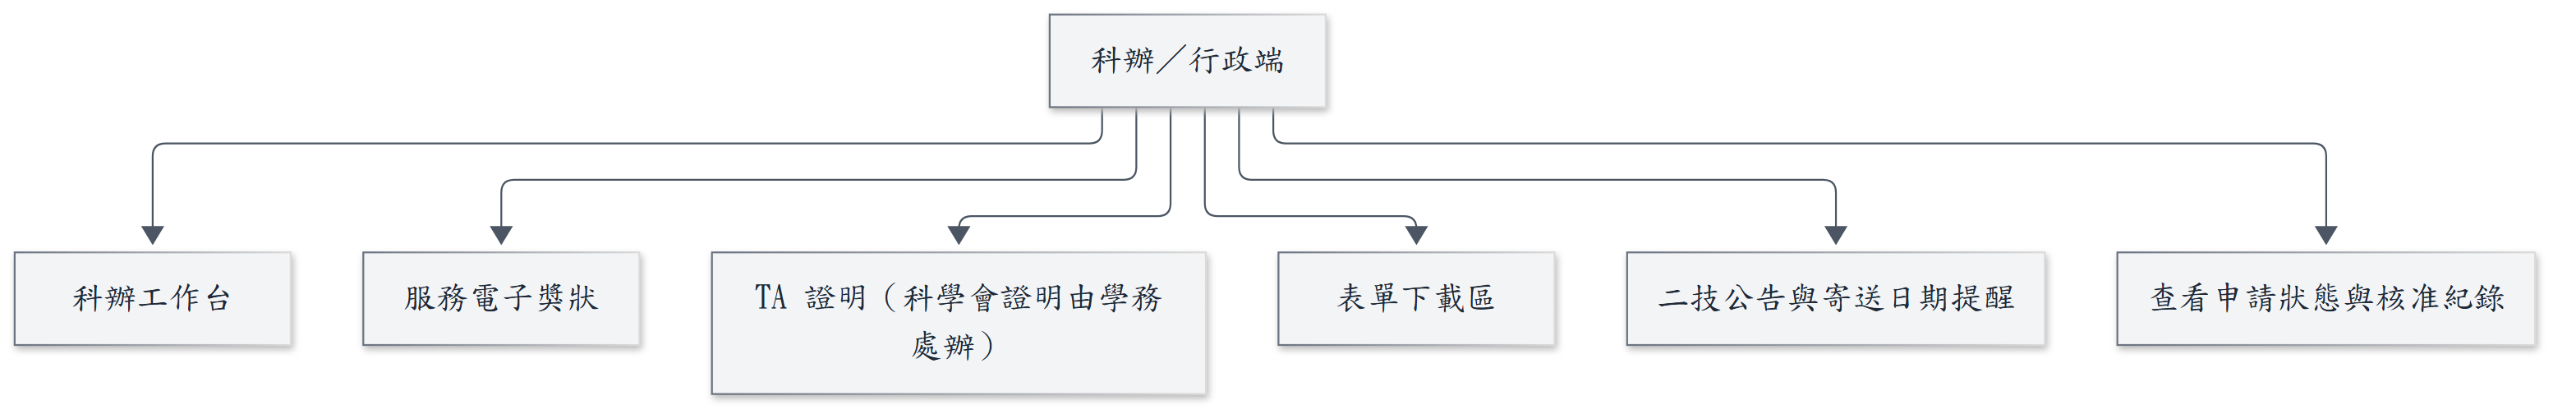 科辦／行政端
科辦工作台
服務電子獎狀
TA 證明（科學會證明由學務
處辦）
表單下載區
二技公告與寄送日期提醒
查看申請狀態與核准紀錄